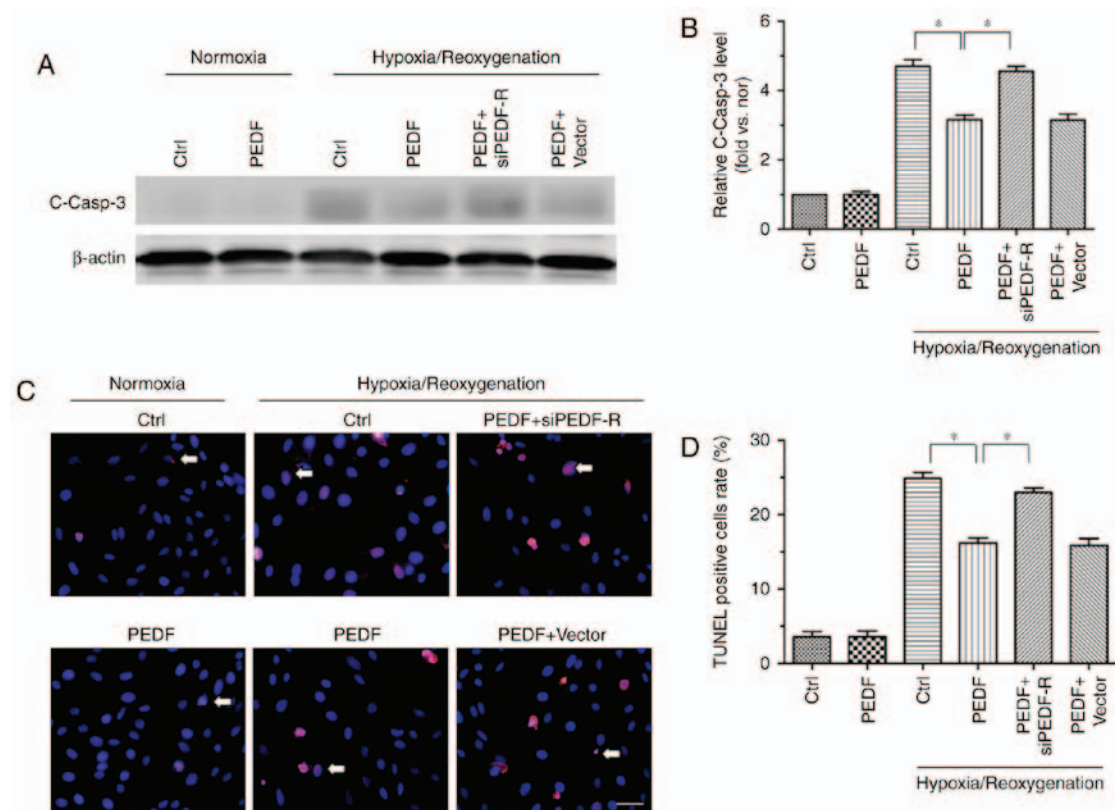 A
Normoxia
Hypoxia/Reoxygenation
Ctrl
PEDF
Ctrl
PEDF
PEDF+
siPEDF-R
PEDF+
Vector
C-Casp-3
β-actin
B
Relative C-Casp-3 level
(fold vs. nor)
6
4
2
0
*
*
Ctrl
PEDF
Ctrl
PEDF
PEDF+
siPEDF-R
PEDF+
Vector
Hypoxia/Reoxygenation
C
Normoxia
Hypoxia/Reoxygenation
Ctrl
Ctrl
PEDF+siPEDF-R
PEDF
PEDF
PEDF+Vector
D
TUNEL positive cells rate (%)
30
20
10
0
*
*
Ctrl
PEDF
Ctrl
PEDF
PEDF+
siPEDF-R
PEDF+
Vector
Hypoxia/Reoxygenation